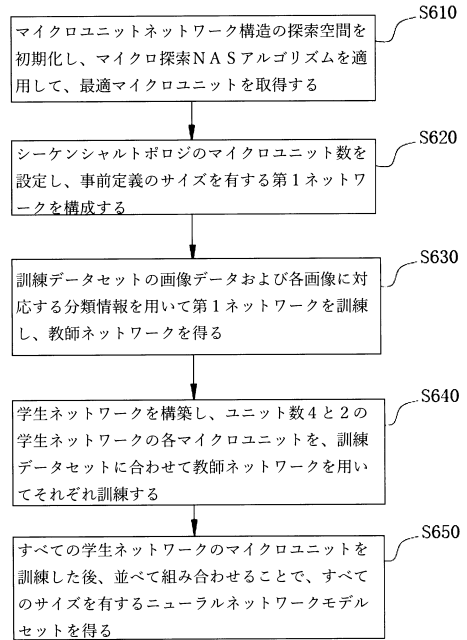 S610
マイクロユニットネットワーク構造の探索空間を
初期化し、マイクロ探索NASアルゴリズムを適
用して、最適マイクロユニットを取得する
S620
シーケンシャルトポロジのマイクロユニット数を
設定し、事前定義のサイズを有する第1ネットワ
ークを構成する
S630
訓練データセットの画像データおよび各画像に対
応する分類情報を用いて第1ネットワークを訓練
し、教師ネットワークを得る
S640
学生ネットワークを構築し、ユニット数4と2の
学生ネットワークの各マイクロユニットを、訓練
データセットに合わせて教師ネットワークを用い
てそれぞれ訓練する
S650
すべての学生ネットワークのマイクロユニットを
訓練した後、並べて組み合わせることで、すべて
のサイズを有するニューラルネットワークモデル
セットを得る